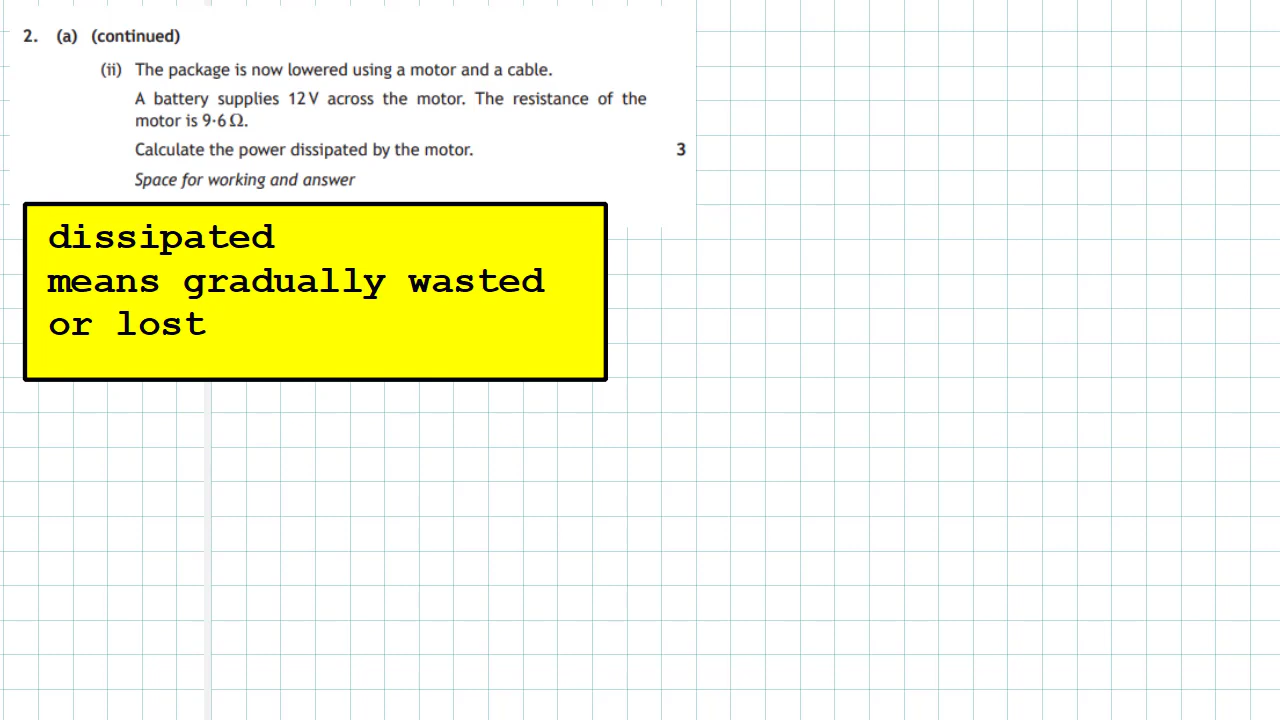 2. (a) (continued)
(ii) The package is now lowered using a motor and a cable.
A battery supplies 12 V across the motor. The resistance of the
motor is 9·6 Ω.
Calculate the power dissipated by the motor. 3
Space for working and answer
dissipated
means gradually wasted
or lost